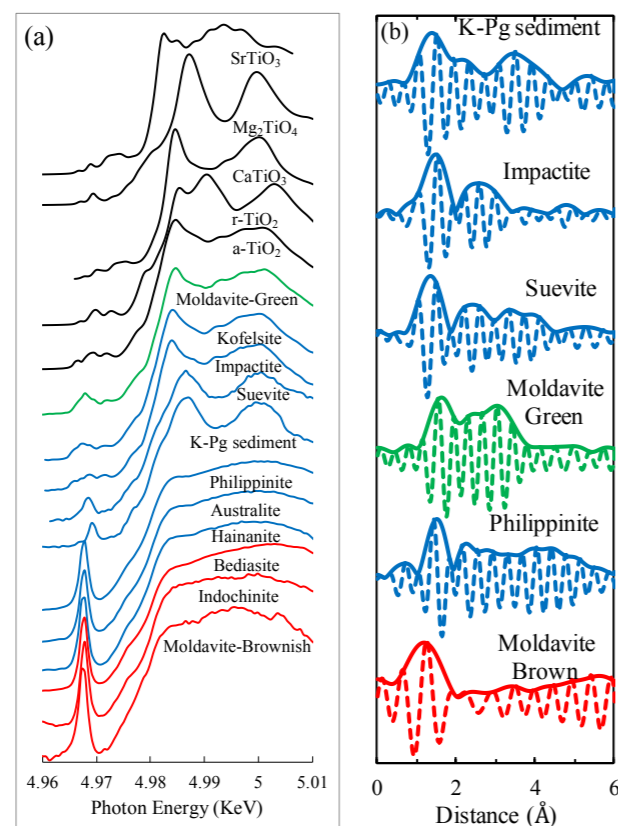 (a)
SrTiO3
Mg2TiO4
CaTiO3
r-TiO2
a-TiO2
Moldavite-Green
Kofelsite
Impactite
Suevite
K-Pg sediment
Philippinite
Australite
Hainanite
Bediasite
Indochinite
Moldavite-Brownish
4.96 4.97 4.98 4.99 5 5.01
Photon Energy (KeV)
(b)
K-Pg sediment
Impactite
Suevite
Moldavite
Green
Philippinite
Moldavite
Brown
0 2 4 6
Distance (Å)